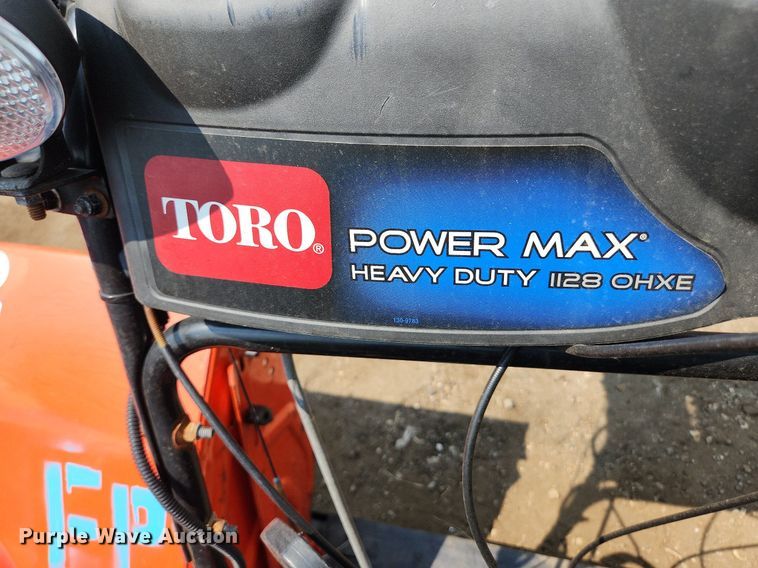 TORO®
POWER MAX®
HEAVY DUTY 1128 OHXE
130-9783
Purple Wave Auction